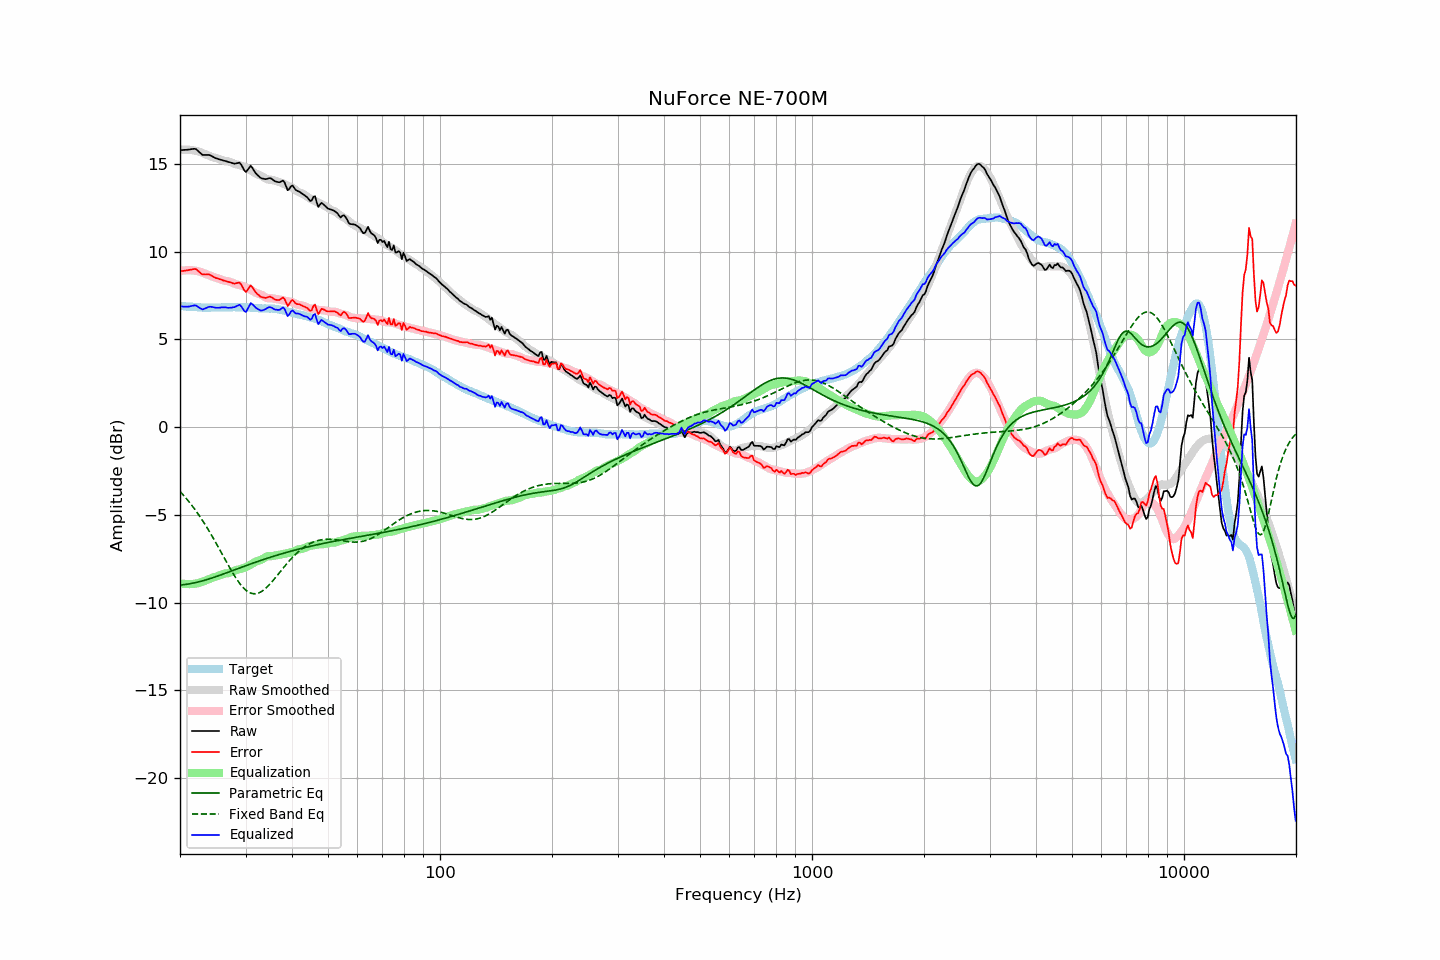 NuForce NE-700M
Amplitude (dBr)
15
10
5
0
−5
−10
−15
−20
Target
Raw Smoothed
Error Smoothed
Raw
Error
Equalization
Parametric Eq
Fixed Band Eq
Equalized
100
1000
10000
Frequency (Hz)